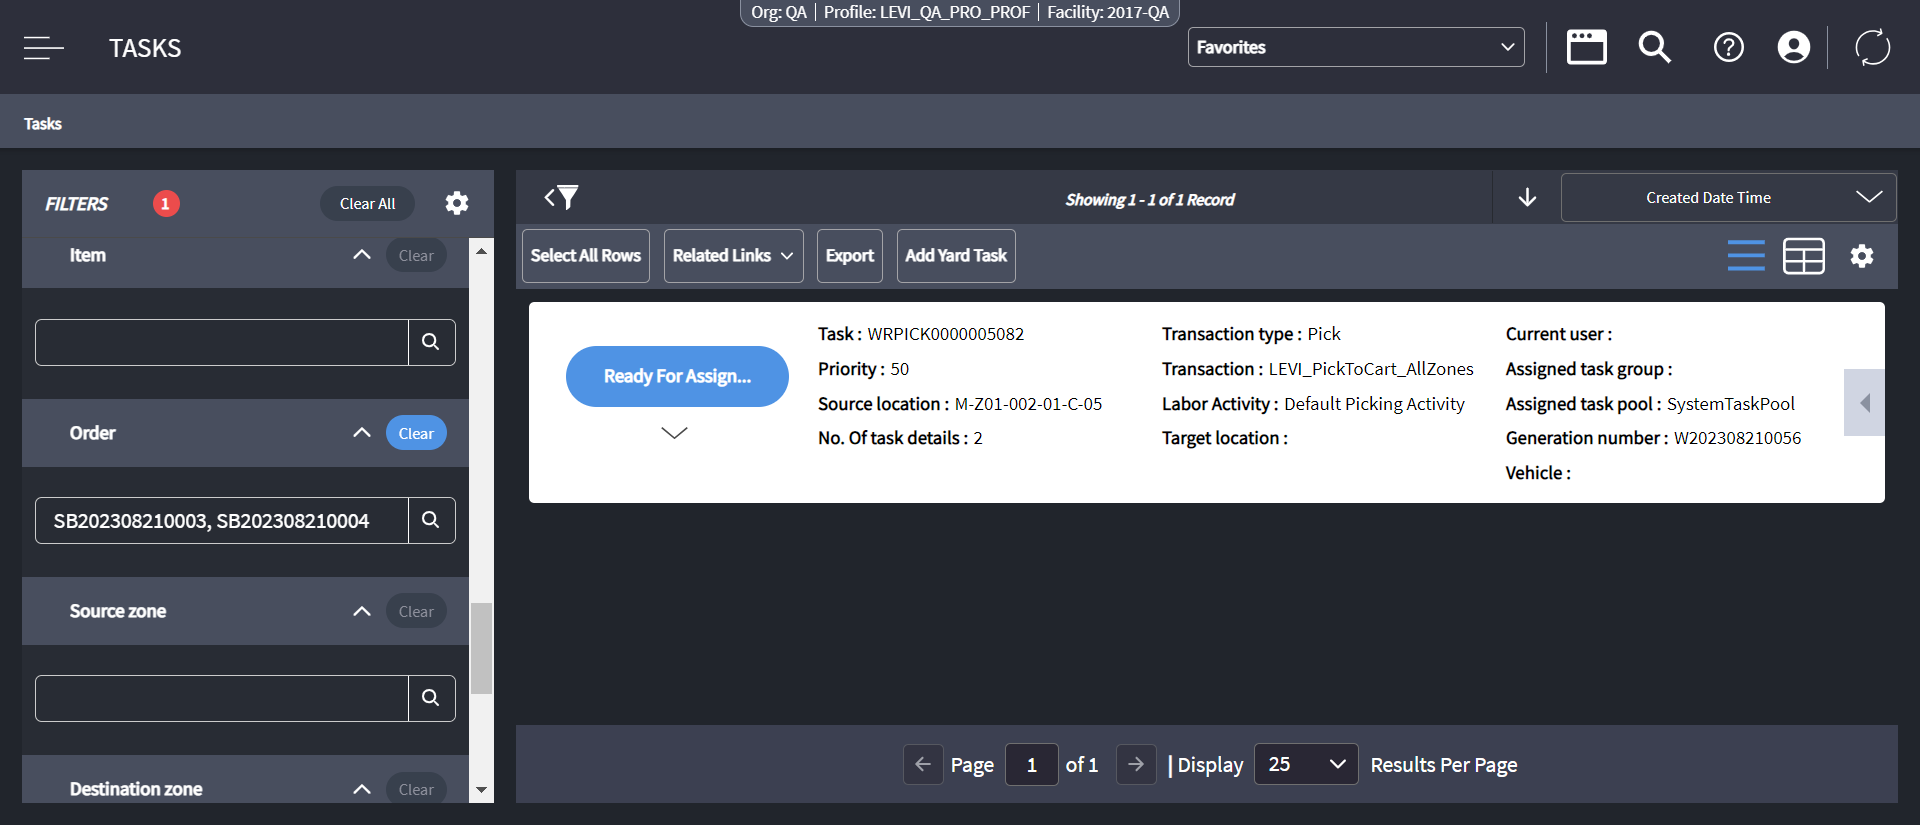 Org: QA | Profile: LEVI_QA_PRO_PROF | Facility: 2017-QA
TASKS
Favorites
Tasks
FILTERS 1 Clear All
Item Clear
Order Clear
SB202308210003, SB202308210004
Source zone Clear
Destination zone Clear
Showing 1 - 1 of 1 Record
Created Date Time
Select All Rows Related Links Export Add Yard Task
Ready For Assign...
Task : WRPICK0000005082
Priority : 50
Source location : M-Z01-002-01-C-05
No. Of task details : 2
Transaction type : Pick
Transaction : LEVI_PickToCart_AllZones
Labor Activity : Default Picking Activity
Target location :
Current user :
Assigned task group :
Assigned task pool : SystemTaskPool
Generation number : W202308210056
Vehicle :
Page 1 of 1 | Display 25 Results Per Page